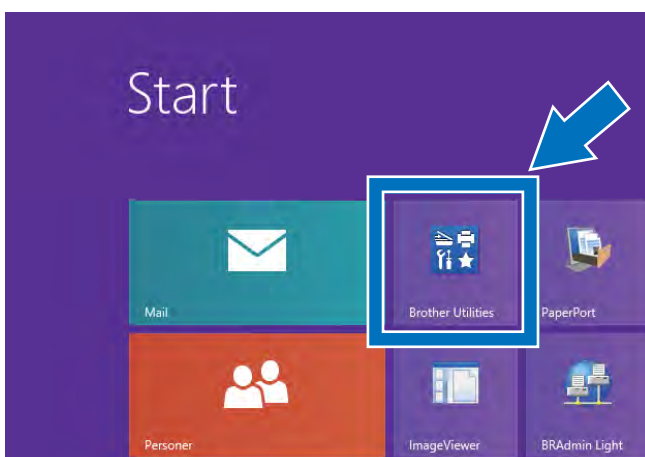 Start
Mail
Brother Utilities
PaperPort
Personer
ImageViewer
BRAdmin Light